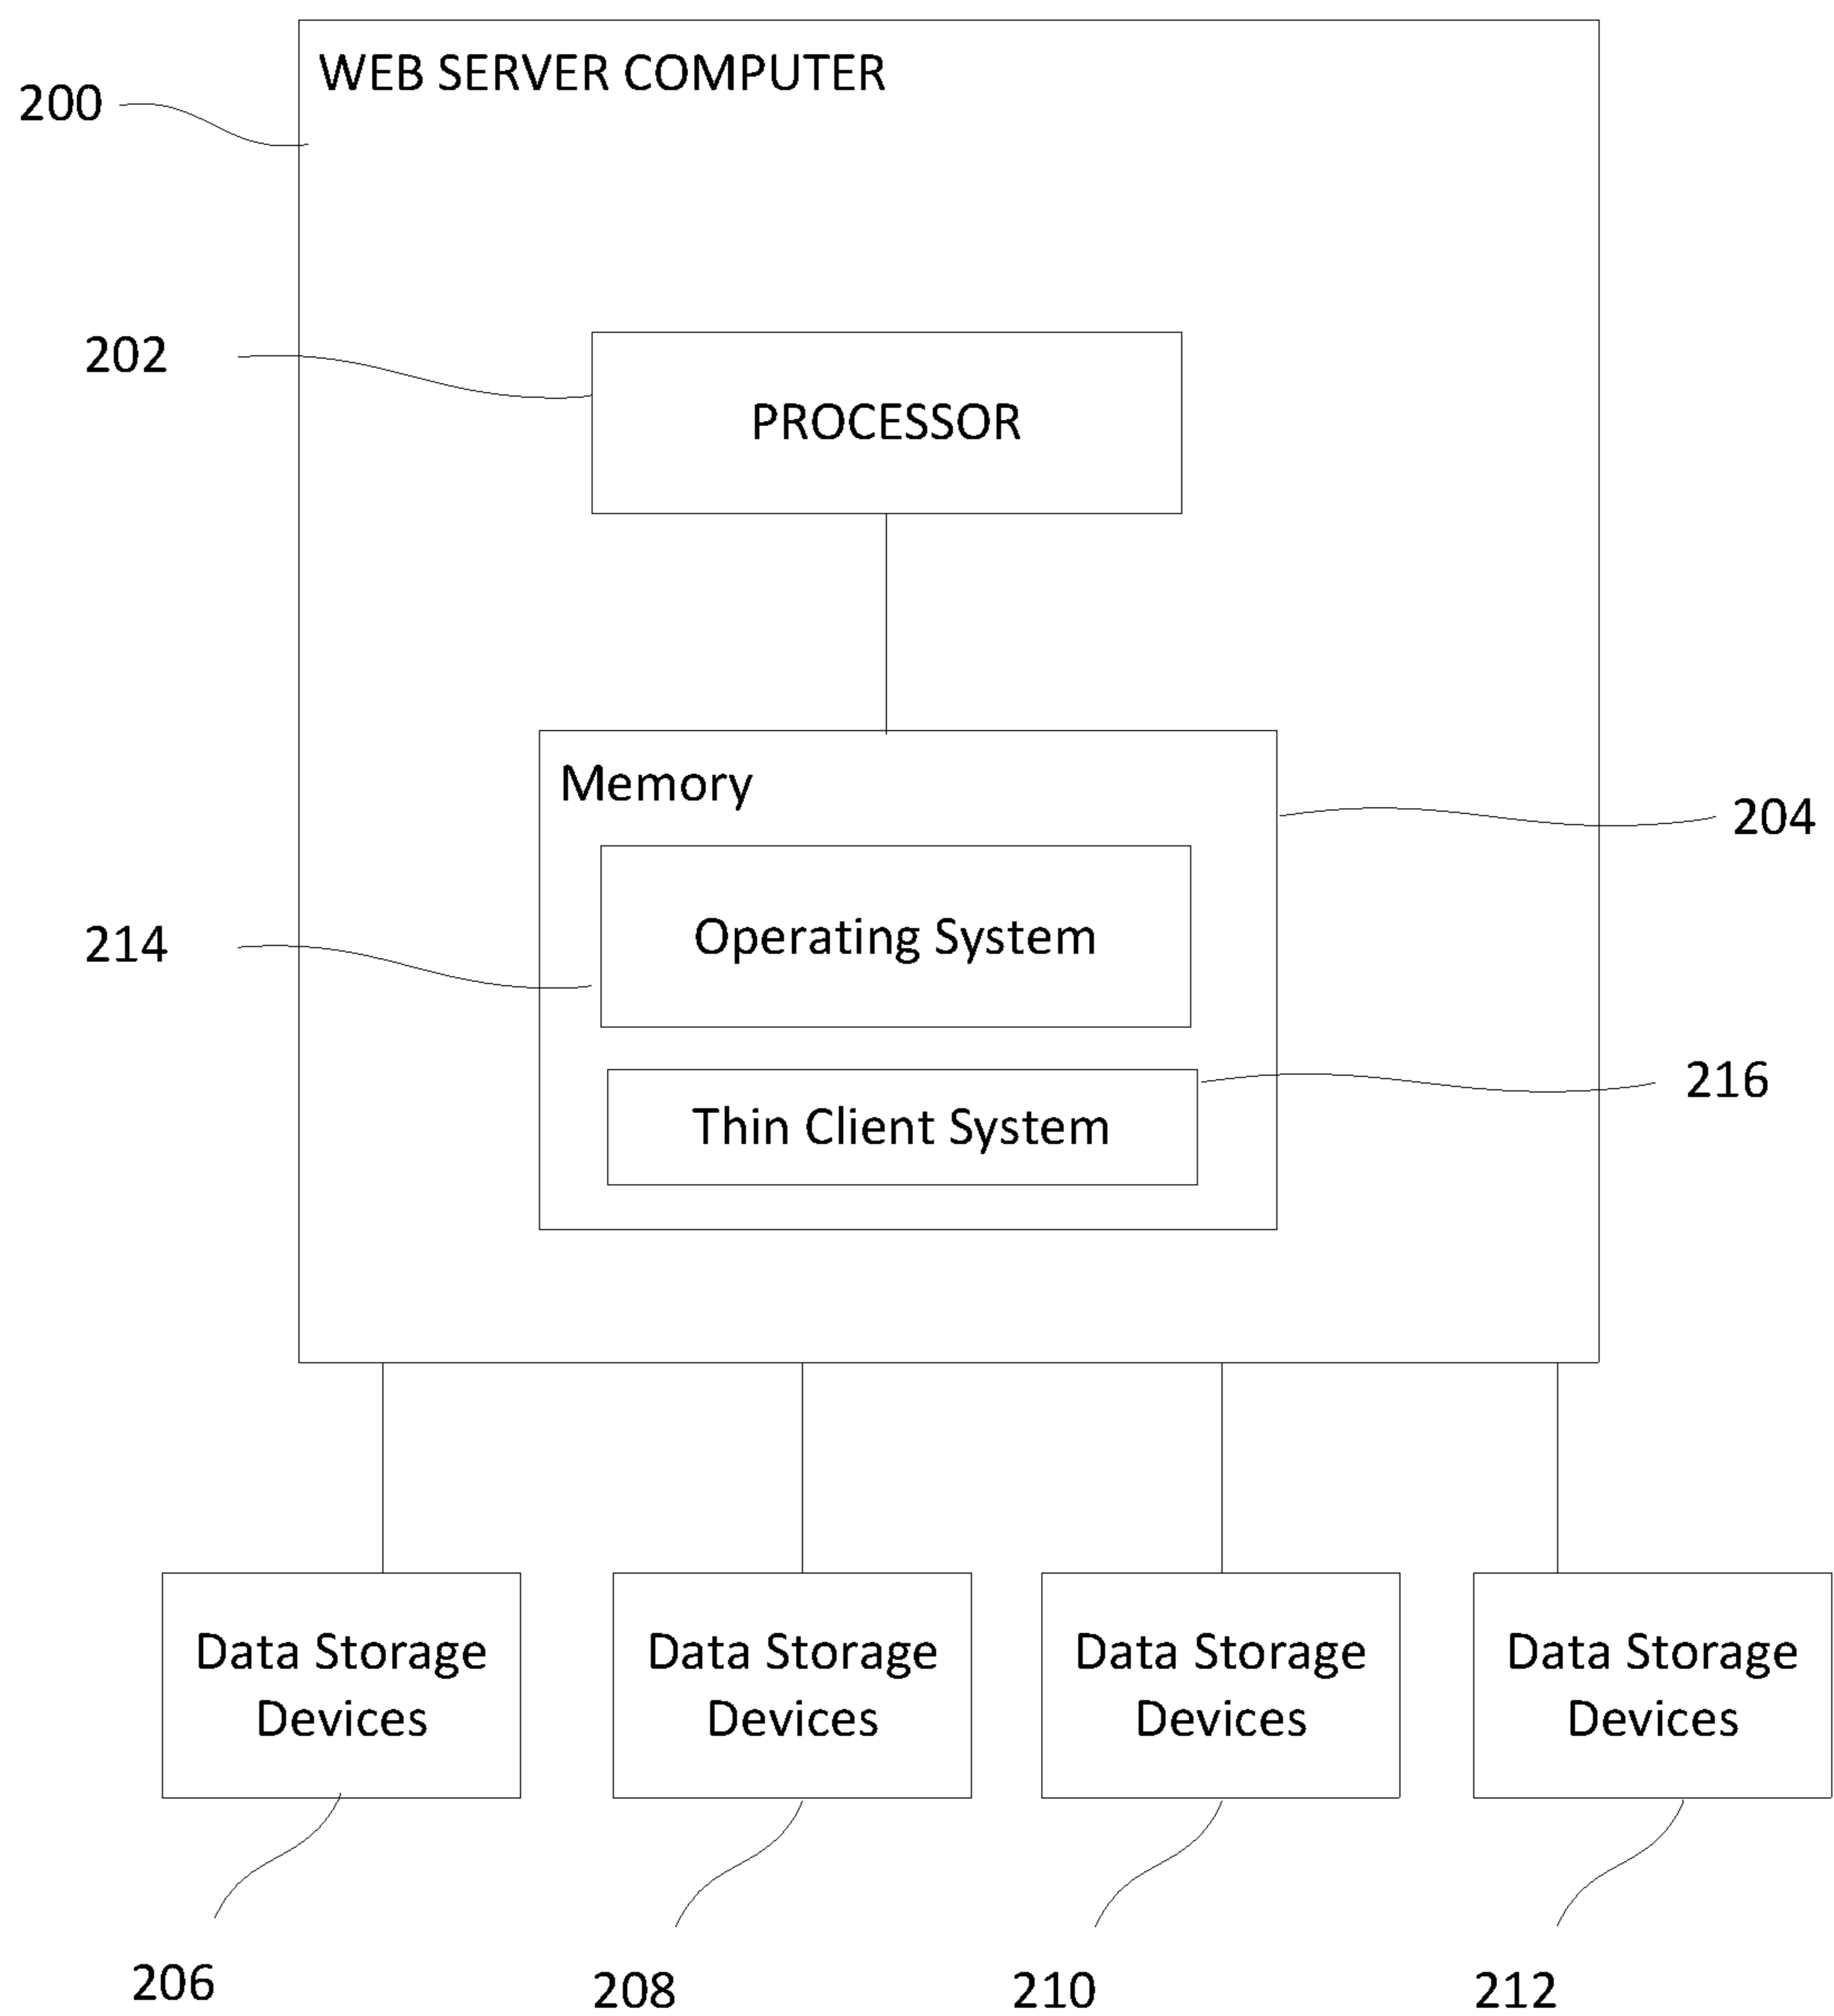 WEB SERVER COMPUTER
200
202
PROCESSOR
Memory
204
214
Operating System
216
Thin Client System
Data Storage
Devices
Data Storage
Devices
Data Storage
Devices
Data Storage
Devices
206
208
210
212